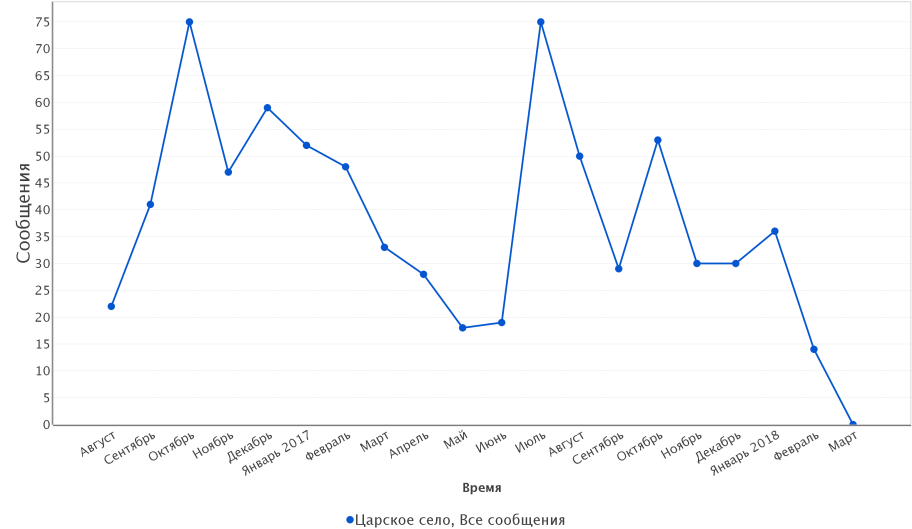 75
70
65
60
55
50
45
40
35
30
25
20
15
10
5
0
Сообщения
Август
Сентябрь
Октябрь
Ноябрь
Декабрь
Январь 2017
Февраль
Март
Апрель
Май
Июнь
Июль
Август
Сентябрь
Октябрь
Ноябрь
Декабрь
Январь 2018
Февраль
Март
Время
Царское село, Все сообщения